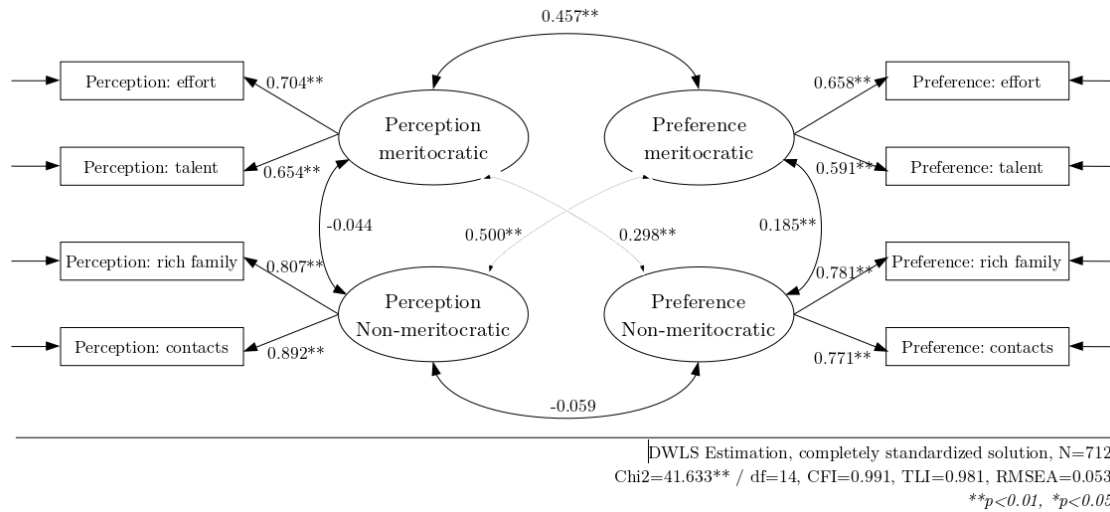 0.457**
Perception: effort
0.704**
Perception
meritocratic
Preference
meritocratic
0.658**
Preference: effort
Perception: talent
0.654**
0.591**
Preference: talent
-0.044
0.500**
0.298**
0.185**
Perception: rich family
0.807**
Perception
Non-meritocratic
Preference
Non-meritocratic
0.781**
Preference: rich family
Perception: contacts
0.892**
0.771**
Preference: contacts
-0.059
DWLS Estimation, completely standardized solution, N=712
Chi2=41.633** / df=14, CFI=0.991, TLI=0.981, RMSEA=0.053
**p<0.01, *p<0.05